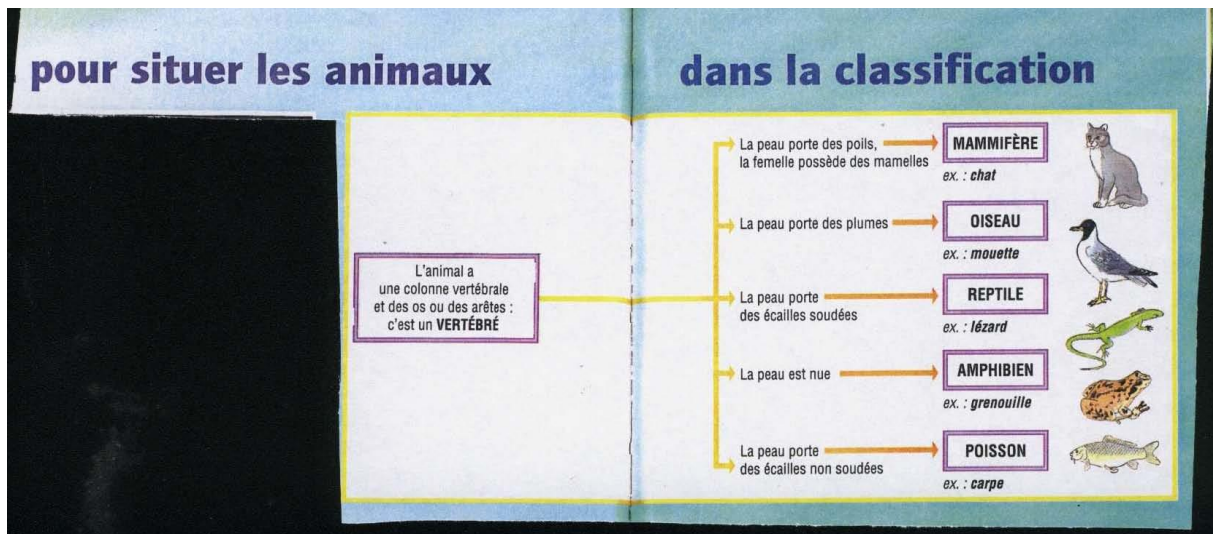 pour situer les animaux dans la classification
L'animal a
une colonne vertébrale
et des os ou des arêtes :
c'est un VERTÉBRÉ
La peau porte des poils,
la femelle possède des mamelles
MAMMIFÈRE
ex. : chat
La peau porte des plumes
OISEAU
ex. : mouette
La peau porte
des écailles soudées
REPTILE
ex. : lézard
La peau est nue
AMPHIBIEN
ex. : grenouille
La peau porte
des écailles non soudées
POISSON
ex. : carpe